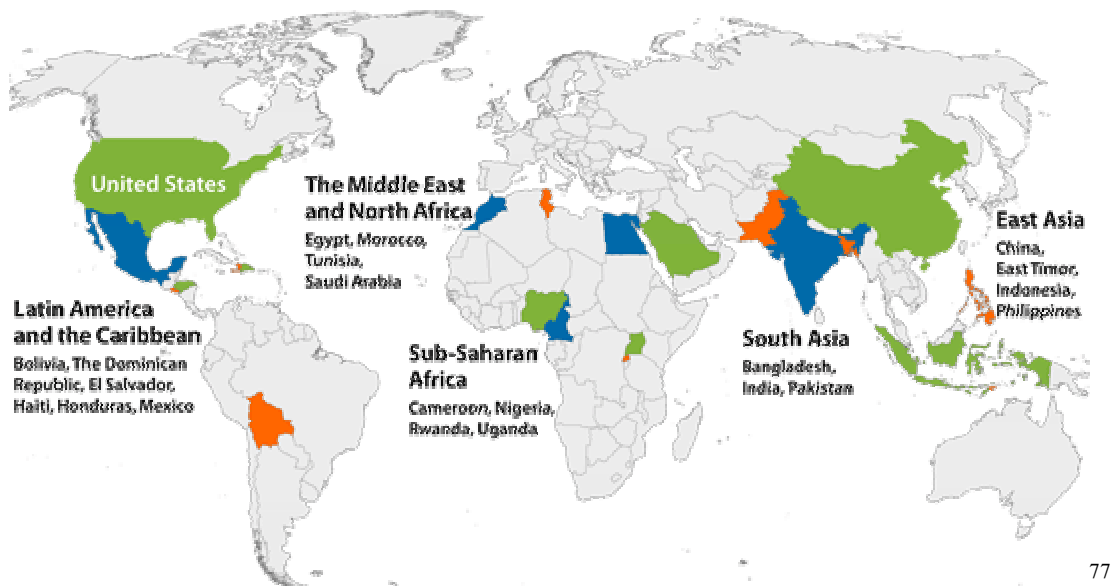 United States
The Middle East
and North Africa
Egypt, Morocco,
Tunisia,
Saudi Arabia
East Asia
China,
East Timor,
Indonesia,
Philippines
Latin America
and the Caribbean
Bolivia, The Dominican
Republic, El Salvador,
Haiti, Honduras, Mexico
Sub-Saharan
Africa
Cameroon, Nigeria,
Rwanda, Uganda
South Asia
Bangladesh,
India, Pakistan
77